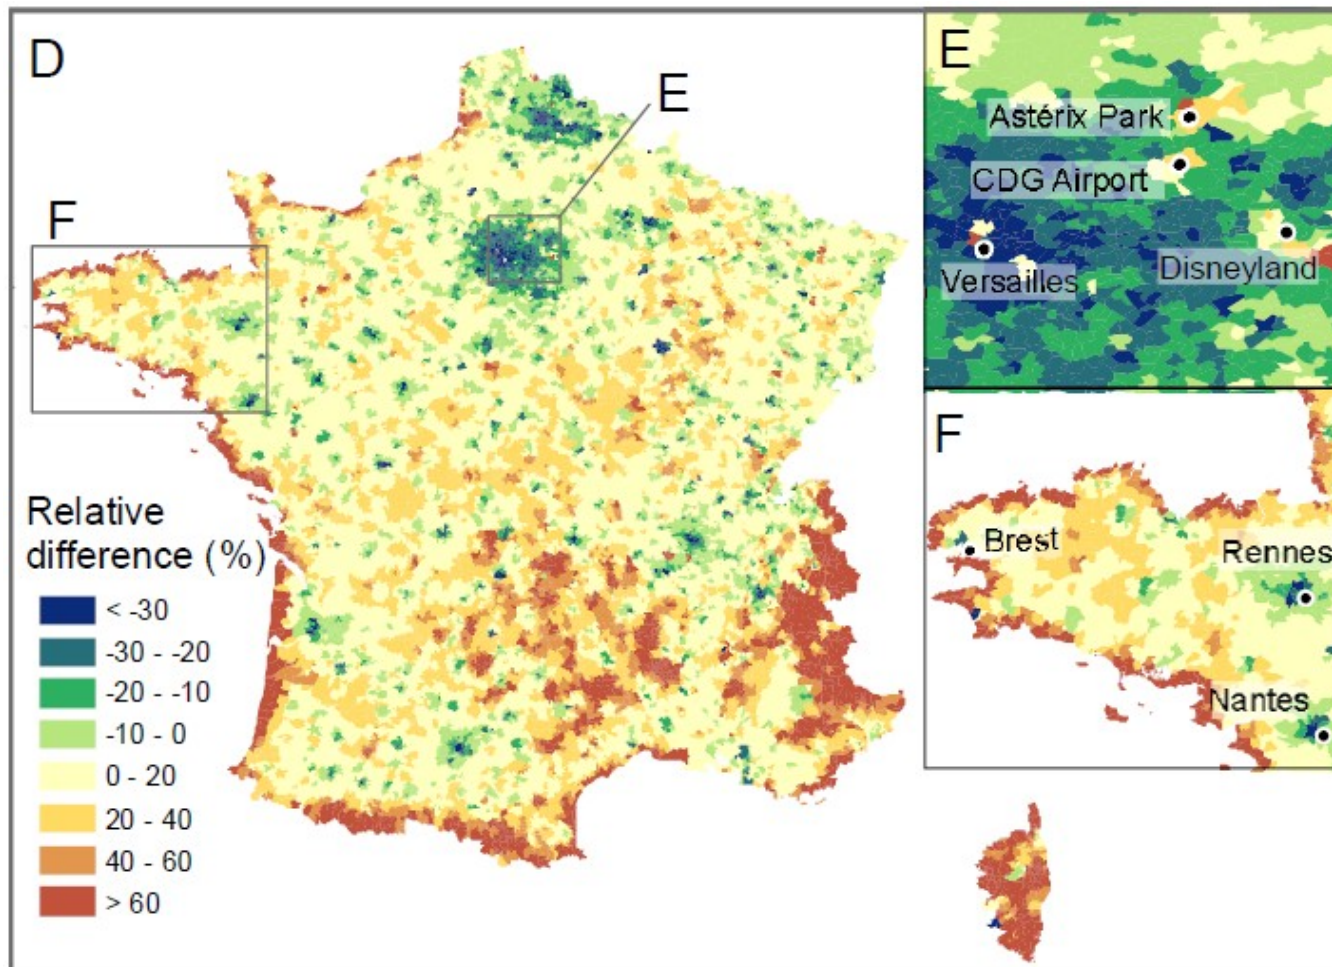 D
E
F
Relative
difference (%)
< -30
-30 - -20
-20 - -10
-10 - 0
0 - 20
20 - 40
40 - 60
> 60
E
Astérix Park
CDG Airport
Versailles
Disneyland
F
Brest
Rennes
Nantes